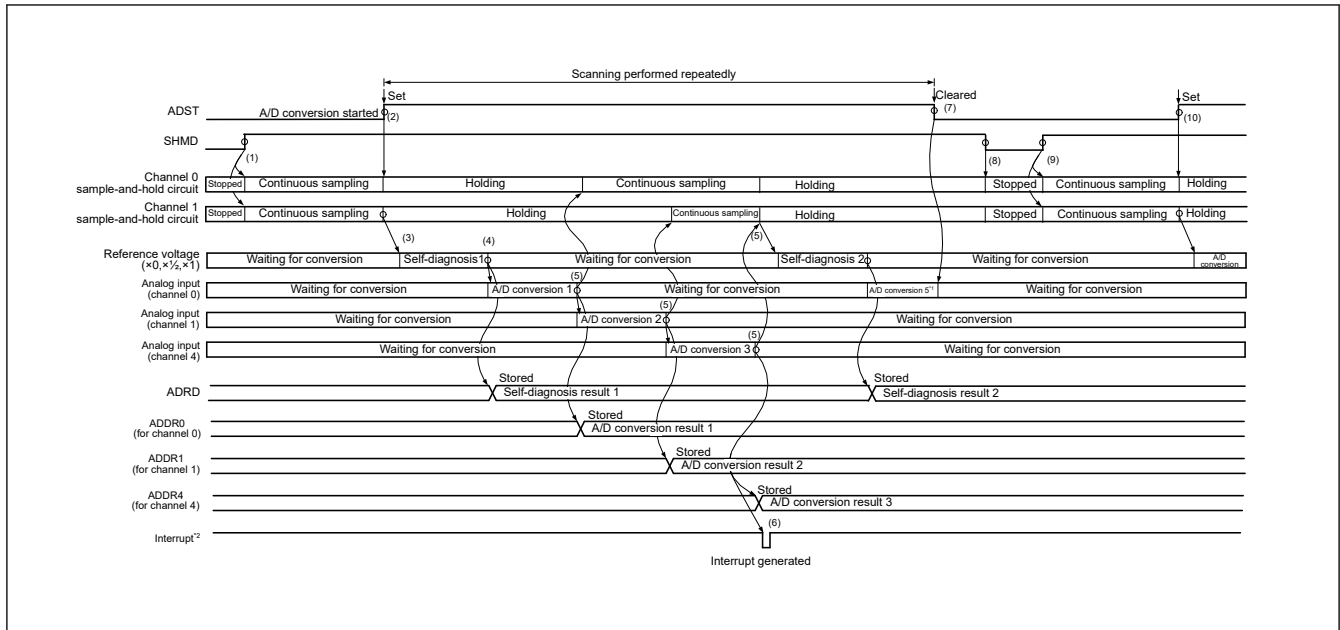 Scanning performed repeatedly
ADST
A/D conversion started
Set
(2)
Cleared
(7)
Set
(10)
SHMD
(1)
(8)
(9)
Channel 0
sample-and-hold circuit
Stopped
Continuous sampling
Holding
Continuous sampling
Holding
Stopped
Continuous sampling
Holding
Channel 1
sample-and-hold circuit
Stopped
Continuous sampling
Holding
Continuous sampling
Holding
Stopped
Continuous sampling
Holding
(3)
(4)
(5)
Reference voltage
(×0,×½,×1)
Waiting for conversion
Self-diagnosis1
Waiting for conversion
Self-diagnosis 2
Waiting for conversion
A/D
conversion
Analog input
(channel 0)
Waiting for conversion
A/D conversion 1
(5)
Waiting for conversion
A/D conversion 5*1
Waiting for conversion
Analog input
(channel 1)
Waiting for conversion
A/D conversion 2
(5)
Waiting for conversion
Analog input
(channel 4)
Waiting for conversion
A/D conversion 3
(5)
Waiting for conversion
ADRD
Stored
Self-diagnosis result 1
Stored
Self-diagnosis result 2
ADDR0
(for channel 0)
Stored
A/D conversion result 1
ADDR1
(for channel 1)
Stored
A/D conversion result 2
ADDR4
(for channel 4)
Stored
A/D conversion result 3
Interrupt*2
(6)
Interrupt generated